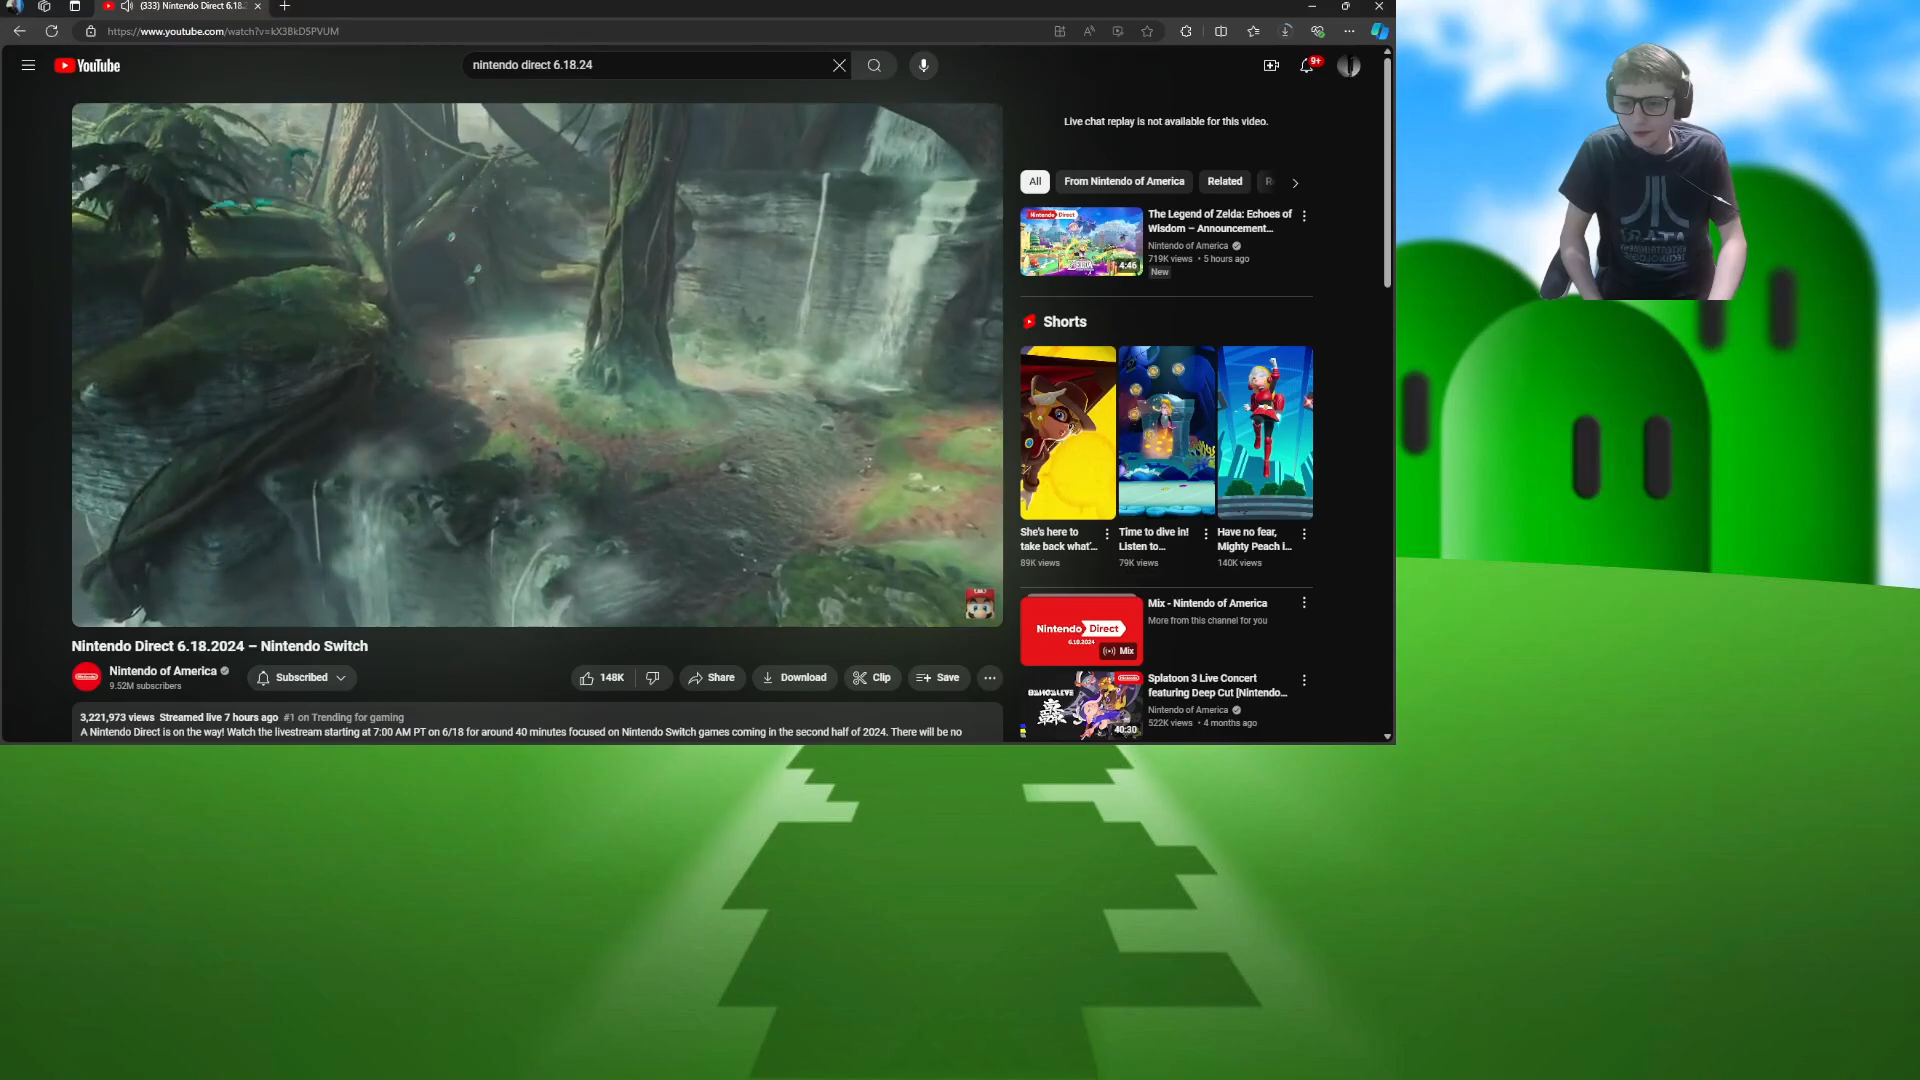 (333) Nintendo Direct 6.18.2
https://www.youtube.com/watch?v=kX3BkD5PVUM
YouTube
nintendo direct 6.18.24
9+
Live chat replay is not available for this video.
All
From Nintendo of America
Related
Nintendo Direct
The Legend of Zelda: Echoes of
Wisdom – Announcement...
Nintendo of America
719K views • 5 hours ago
New
ZELDA
4:46
Shorts
She's here to
take back what'...
89K views
Time to dive in!
Listen to...
79K views
Have no fear,
Mighty Peach i...
140K views
Nintendo Direct
6.18.2024
Mix
Mix - Nintendo of America
More from this channel for you
Splatoon 3 Live Concert
featuring Deep Cut [Nintendo...
Nintendo of America
522K views • 4 months ago
40:30
Nintendo Direct 6.18.2024 – Nintendo Switch
Nintendo of America
9.52M subscribers
Subscribed
148K
Share
Download
Clip
Save
3,221,973 views Streamed live 7 hours ago #1 on Trending for gaming
A Nintendo Direct is on the way! Watch the livestream starting at 7:00 AM PT on 6/18 for around 40 minutes focused on Nintendo Switch games coming in the second half of 2024. There will be no
ATARI